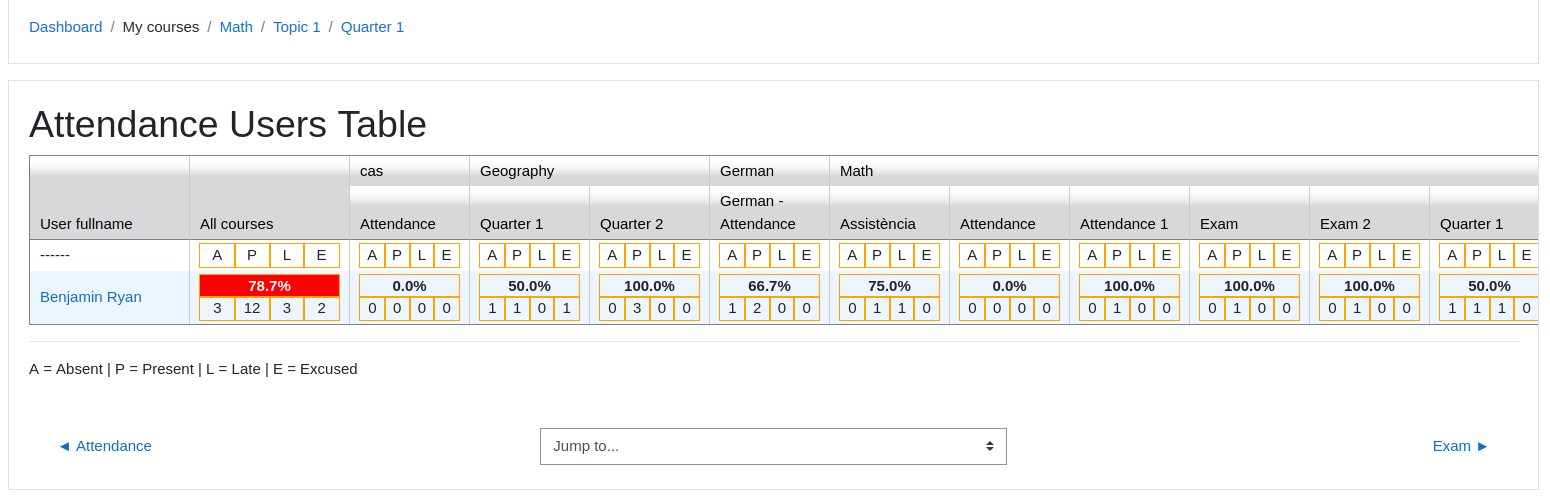 Dashboard / My courses / Math / Topic 1 / Quarter 1
Attendance Users Table
cas Geography German Math
User fullname All courses Attendance Quarter 1 Quarter 2 German - Attendance Assistència Attendance Attendance 1 Exam Exam 2 Quarter 1
------ A P L E A P L E A P L E A P L E A P L E A P L E A P L E A P L E A P L E A P L E A P L E
Benjamin Ryan 78.7% 0.0% 50.0% 100.0% 66.7% 75.0% 0.0% 100.0% 100.0% 100.0% 50.0%
3 12 3 2 0 0 0 0 1 1 0 1 0 3 0 0 1 2 0 0 0 1 1 0 0 0 0 0 0 1 0 0 0 1 0 0 0 1 0 0 1 1 1 0
A = Absent | P = Present | L = Late | E = Excused
◄ Attendance Jump to... Exam ►